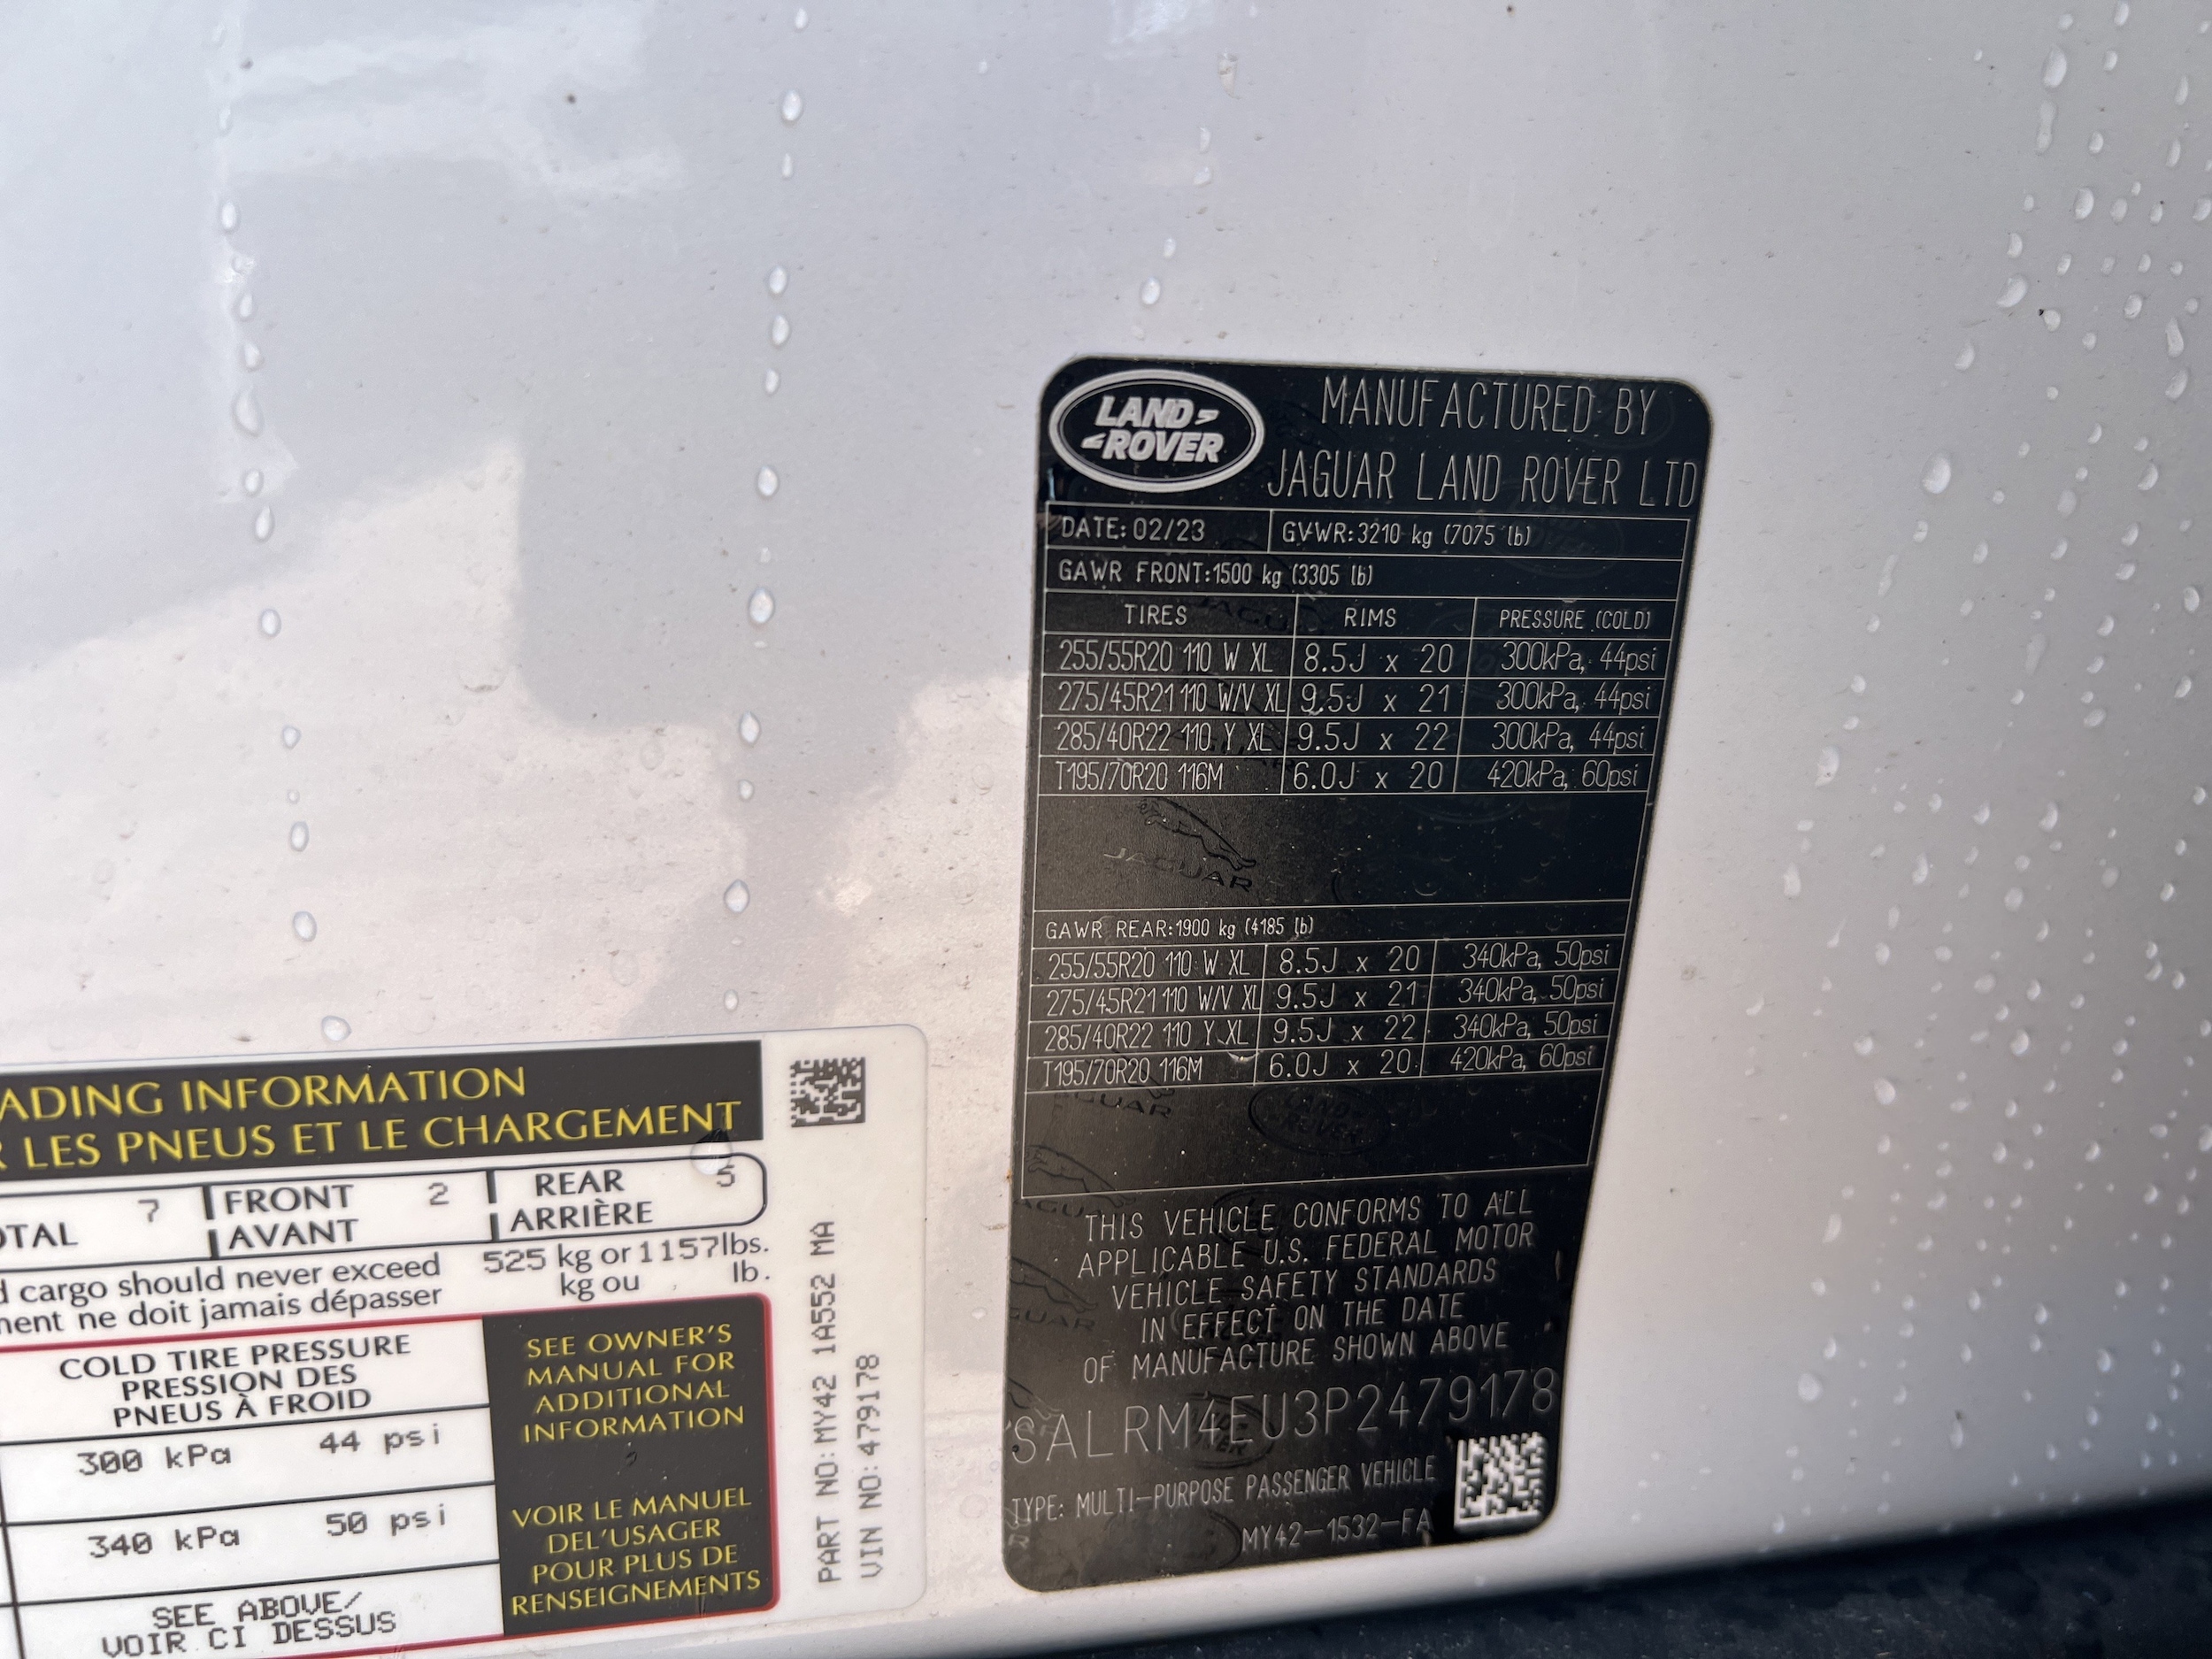 LAND
ROVER
MANUFACTURED BY
JAGUAR LAND ROVER LTD
DATE: 02/23 GVWR: 3210 kg (7075 lb)
GAWR FRONT: 1500 kg (3305 lb)
TIRES RIMS PRESSURE (COLD)
255/55R20 110 W XL 8.5J x 20 300kPa, 44psi
275/45R21 110 W/V XL 9.5J x 21 300kPa, 44psi
285/40R22 110 Y XL 9.5J x 22 300kPa, 44psi
T195/70R20 116M 6.0J x 20 420kPa, 60psi
JAGUAR
GAWR REAR: 1900 kg (4185 lb)
255/55R20 110 W XL 8.5J x 20 340kPa, 50psi
275/45R21 110 W/V XL 9.5J x 21 340kPa, 50psi
285/40R22 110 Y XL 9.5J x 22 340kPa, 50psi
T195/70R20 116M 6.0J x 20 420kPa, 60psi
THIS VEHICLE CONFORMS TO ALL
APPLICABLE U.S. FEDERAL MOTOR
VEHICLE SAFETY STANDARDS
IN EFFECT ON THE DATE
OF MANUFACTURE SHOWN ABOVE
SALRM4EU3P2479178
TYPE: MULTI-PURPOSE PASSENGER VEHICLE
MY42-1532-FA
ADING INFORMATION
R LES PNEUS ET LE CHARGEMENT
OTAL 7 FRONT 2 REAR 5
AVANT ARRIÈRE
d cargo should never exceed 525 kg or 1157 lbs.
ment ne doit jamais dépasser kg ou lb.
COLD TIRE PRESSURE
PRESSION DES
PNEUS À FROID
300 kPa 44 psi
340 kPa 50 psi
SEE ABOVE/
VOIR CI DESSUS
SEE OWNER'S
MANUAL FOR
ADDITIONAL
INFORMATION
VOIR LE MANUEL
DEL'USAGER
POUR PLUS DE
RENSEIGNEMENTS
PART NO: MY42 1A552 MA
VIN NO: 479178